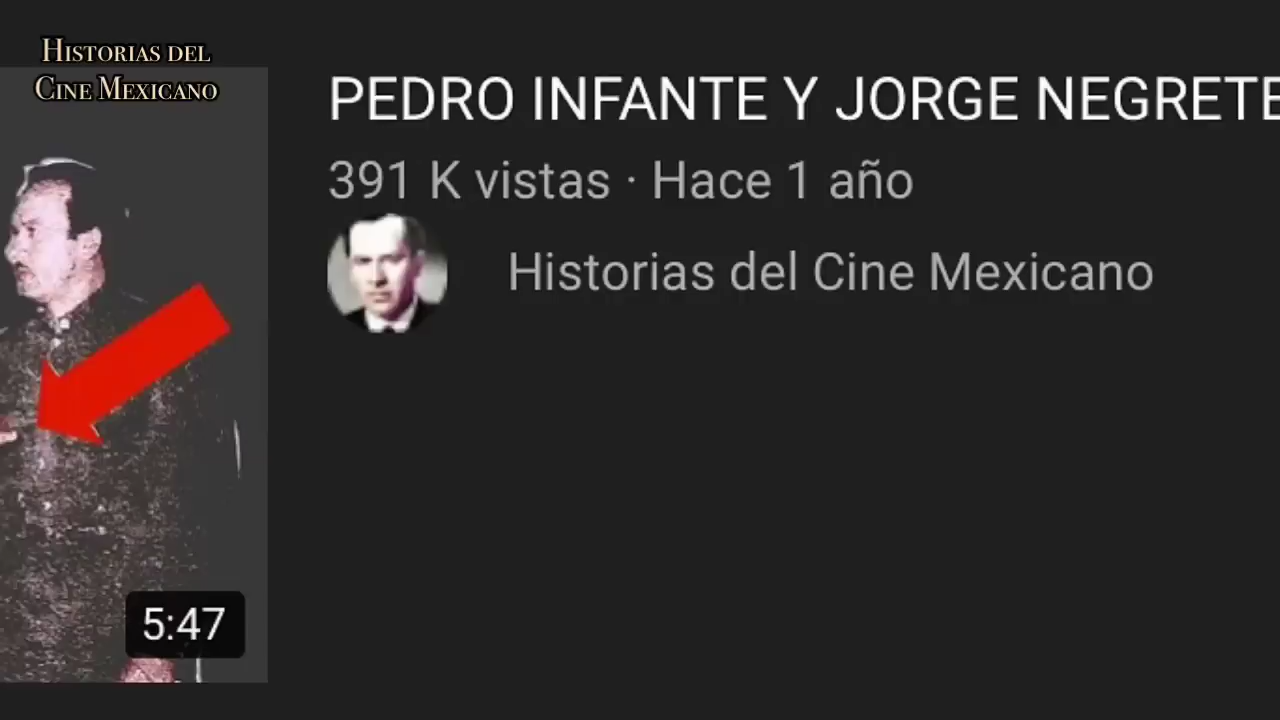 Historias del
Cine Mexicano
PEDRO INFANTE Y JORGE NEGRETE
391 K vistas · Hace 1 año
Historias del Cine Mexicano
5:47